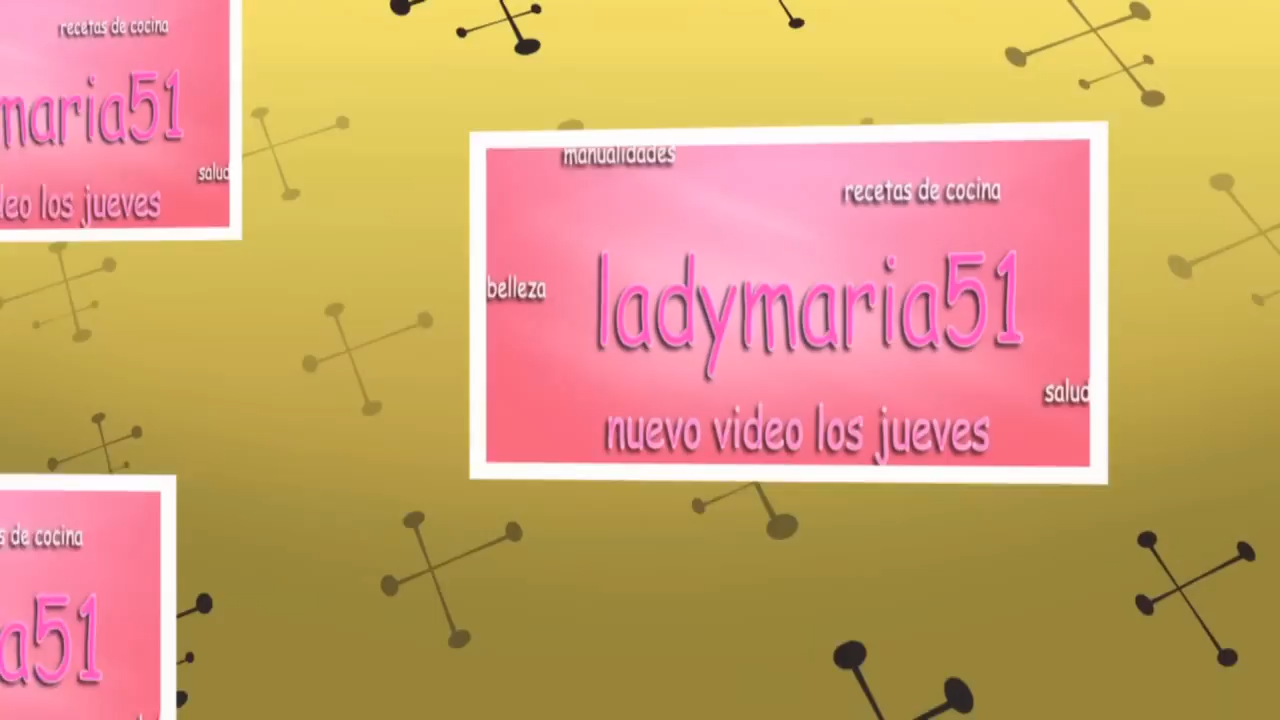 recetas de cocina
maria51
salud
deo los jueves
manualidades
recetas de cocina
belleza
ladymaria51
salud
nuevo video los jueves
s de cocina
a51